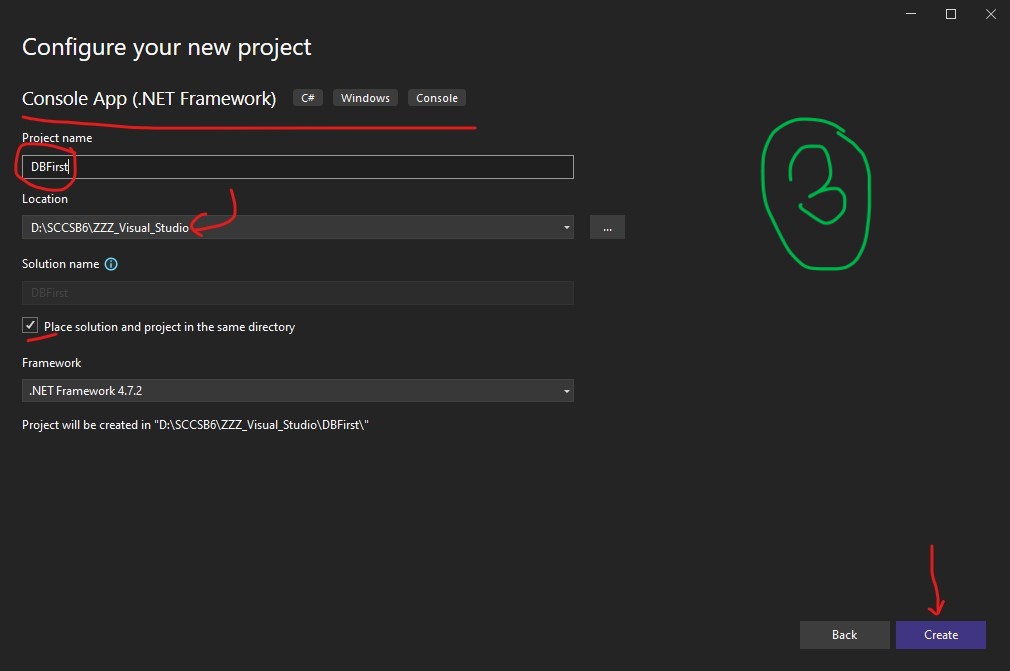 Configure your new project
Console App (.NET Framework) C# Windows Console
Project name
DBFirst
Location
D:\SCCSB6\ZZZ_Visual_Studio ...
Solution name
DBFirst
Place solution and project in the same directory
Framework
.NET Framework 4.7.2
Project will be created in "D:\SCCSB6\ZZZ_Visual_Studio\DBFirst\"
3
Back Create